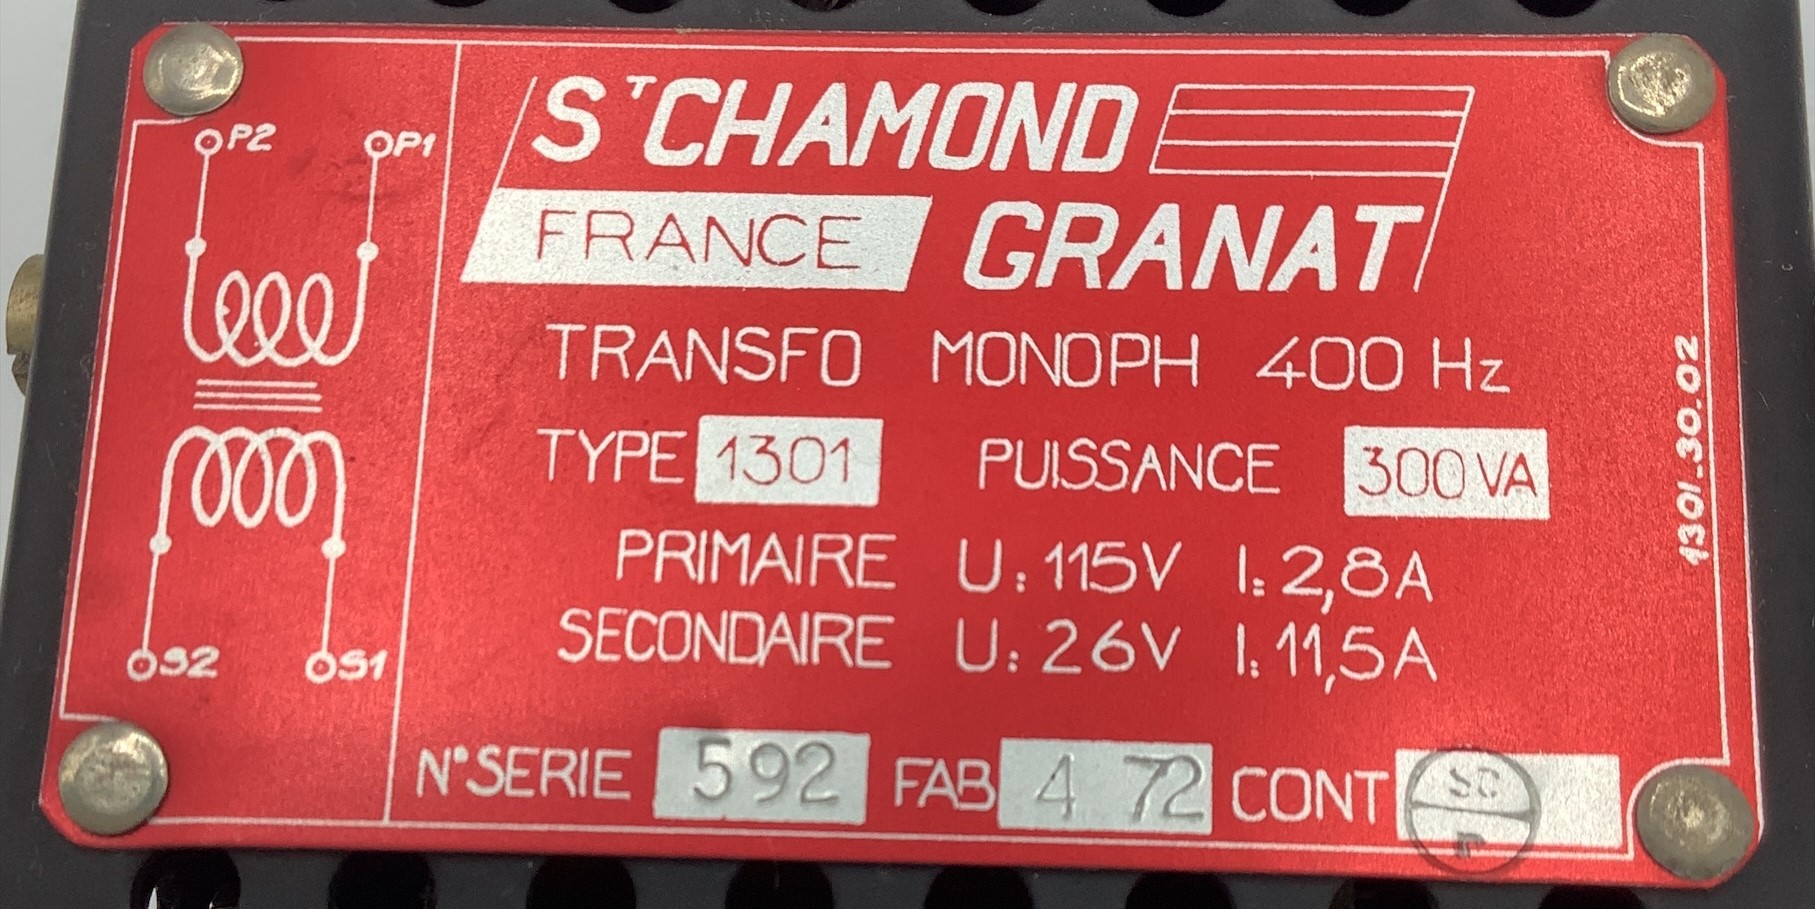 P2 P1
S2 S1
ST CHAMOND
FRANCE GRANAT
TRANSFO MONOPH 400 Hz
TYPE 1301 PUISSANCE 300 VA
PRIMAIRE U: 115V I: 2,8A
SECONDAIRE U: 26V I: 11,5A
N° SERIE 592 FAB 4 72 CONT
1301.30.02